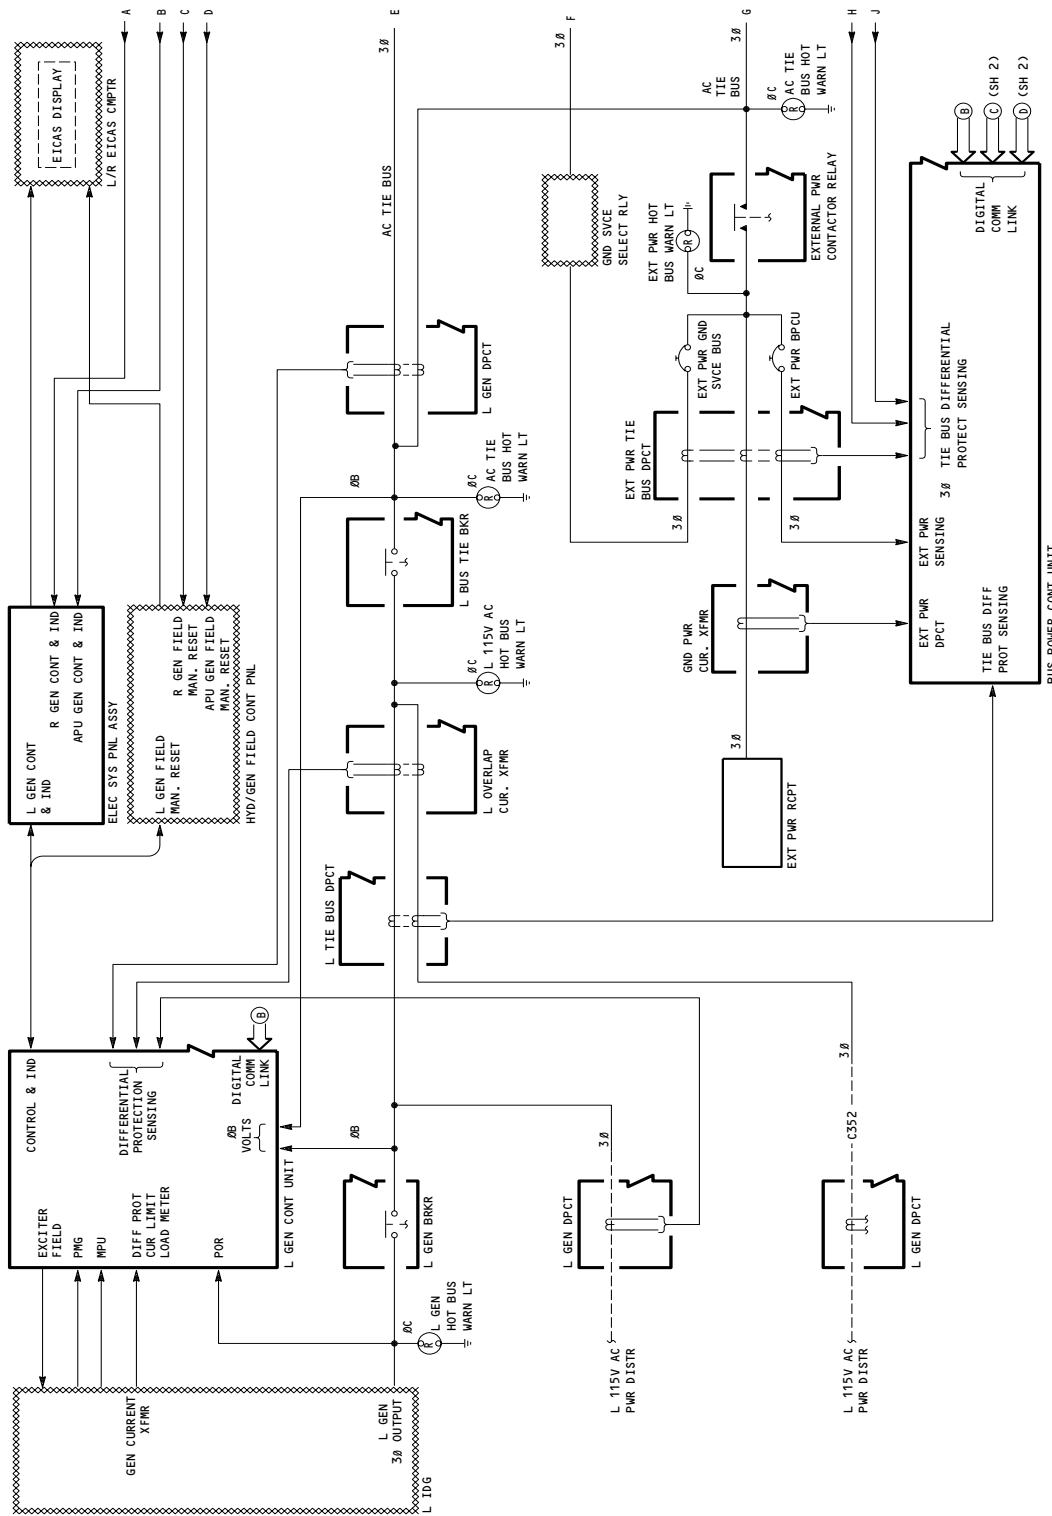 A
B
C
D
E
F
G
H
J
3Ø
3Ø
3Ø
EICAS DISPLAY
L/R EICAS CMPTR
L GEN CONT
& IND
R GEN CONT & IND
APU GEN CONT & IND
ELEC SYS PNL ASSY
L GEN FIELD
MAN. RESET
R GEN FIELD
MAN. RESET
APU GEN FIELD
MAN. RESET
HYD/GEN FIELD CONT PNL
CONTROL & IND
DIFFERENTIAL
PROTECTION
SENSING
DIGITAL
COMM
LINK
B
ØB
VOLTS
EXCITER
FIELD
PMG
MPU
DIFF PROT
CUR LIMIT
LOAD METER
POR
L GEN CONT UNIT
GEN CURRENT
XFMR
L GEN
3Ø OUTPUT
L IDG
ØC
R
L GEN
HOT BUS
WARN LT
L GEN BRKR
ØB
L TIE BUS DPCT
L OVERLAP
CUR. XFMR
ØC
R
L 115V AC
HOT BUS
WARN LT
L BUS TIE BKR
ØB
ØC
R
AC TIE
BUS HOT
WARN LT
L GEN DPCT
AC TIE BUS
L GEN DPCT
3Ø
L 115V AC
PWR DISTR
L GEN DPCT
C352
3Ø
L 115V AC
PWR DISTR
GND SVCE
SELECT RLY
AC
TIE
BUS
ØC
R
AC TIE
BUS HOT
WARN LT
EXTERNAL PWR
CONTACTOR RELAY
EXT PWR HOT
BUS WARN LT
R
ØC
EXT PWR GND
SVCE BUS
EXT PWR BPCU
EXT PWR TIE
BUS DPCT
3Ø
3Ø
GND PWR
CUR. XFMR
3Ø
EXT PWR RCPT
B
C
(SH 2)
D
(SH 2)
DIGITAL
COMM
LINK
3Ø TIE BUS DIFFERENTIAL
PROTECT SENSING
EXT PWR
SENSING
EXT PWR
DPCT
TIE BUS DIFF
PROT SENSING
BUS POWER CONT UNIT